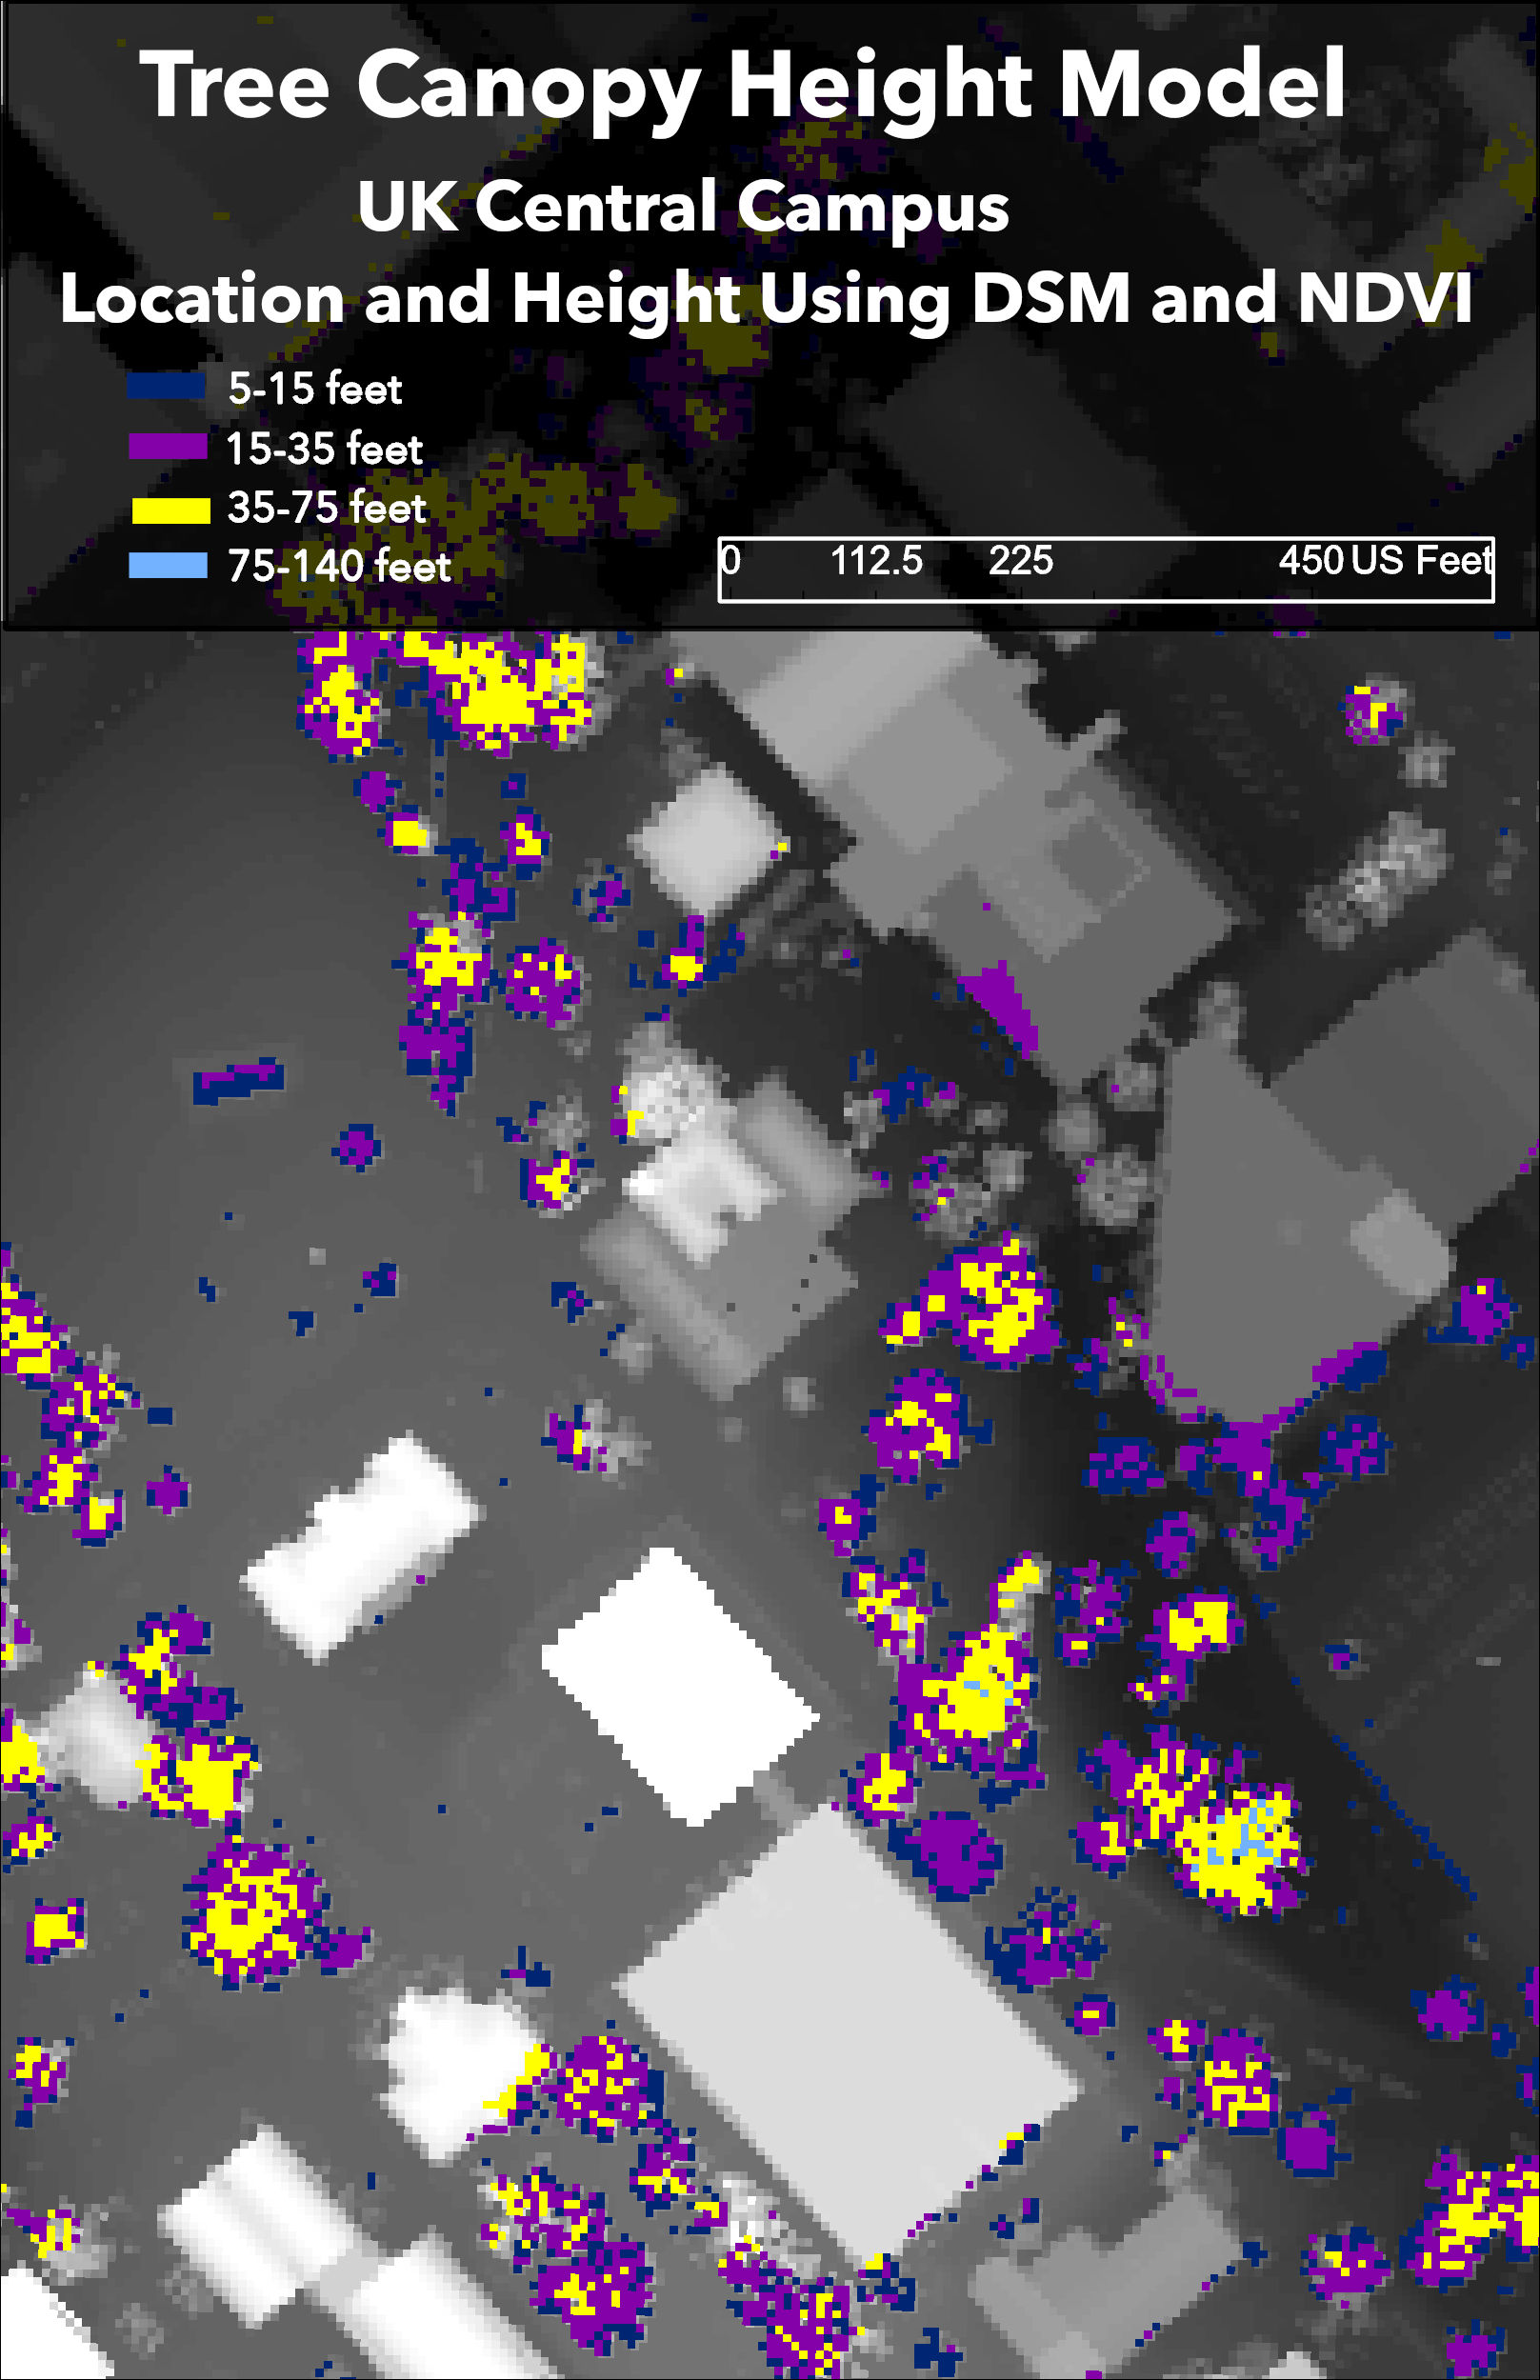 Tree Canopy Height Model
UK Central Campus
Location and Height Using DSM and NDVI
5-15 feet
15-35 feet
35-75 feet
75-140 feet
0 112.5 225 450 US Feet